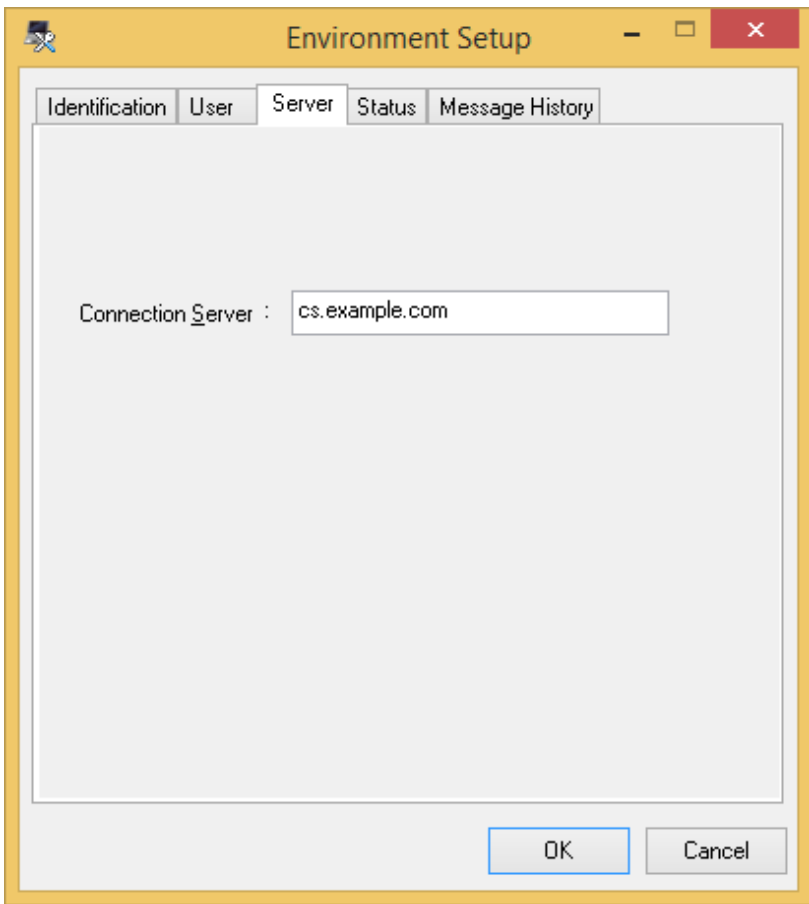 Environment Setup
Identification User Server Status Message History
Connection Server : cs.example.com
OK Cancel